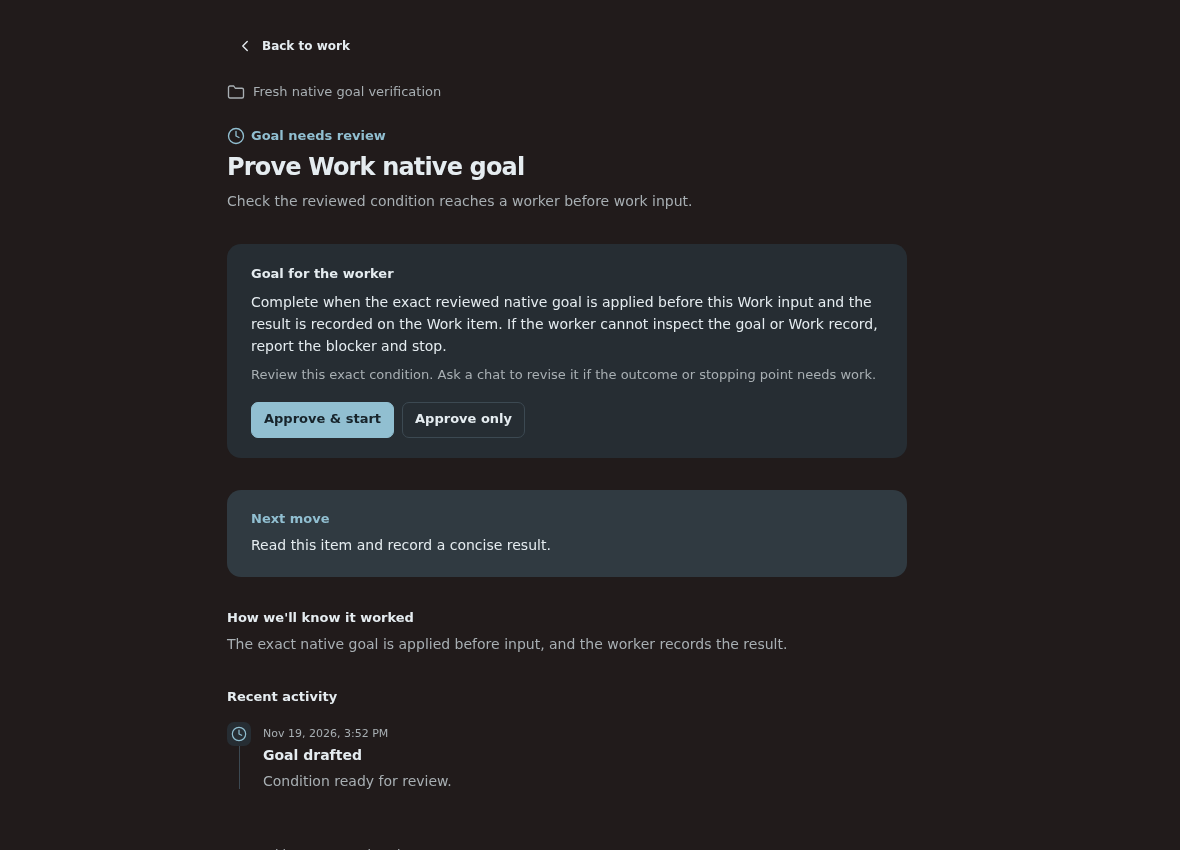 Back to work
Fresh native goal verification
Goal needs review
Prove Work native goal
Check the reviewed condition reaches a worker before work input.
Goal for the worker
Complete when the exact reviewed native goal is applied before this Work input and the
result is recorded on the Work item. If the worker cannot inspect the goal or Work record,
report the blocker and stop.
Review this exact condition. Ask a chat to revise it if the outcome or stopping point needs work.
Approve & start
Approve only
Next move
Read this item and record a concise result.
How we'll know it worked
The exact native goal is applied before input, and the worker records the result.
Recent activity
Nov 19, 2026, 3:52 PM
Goal drafted
Condition ready for review.